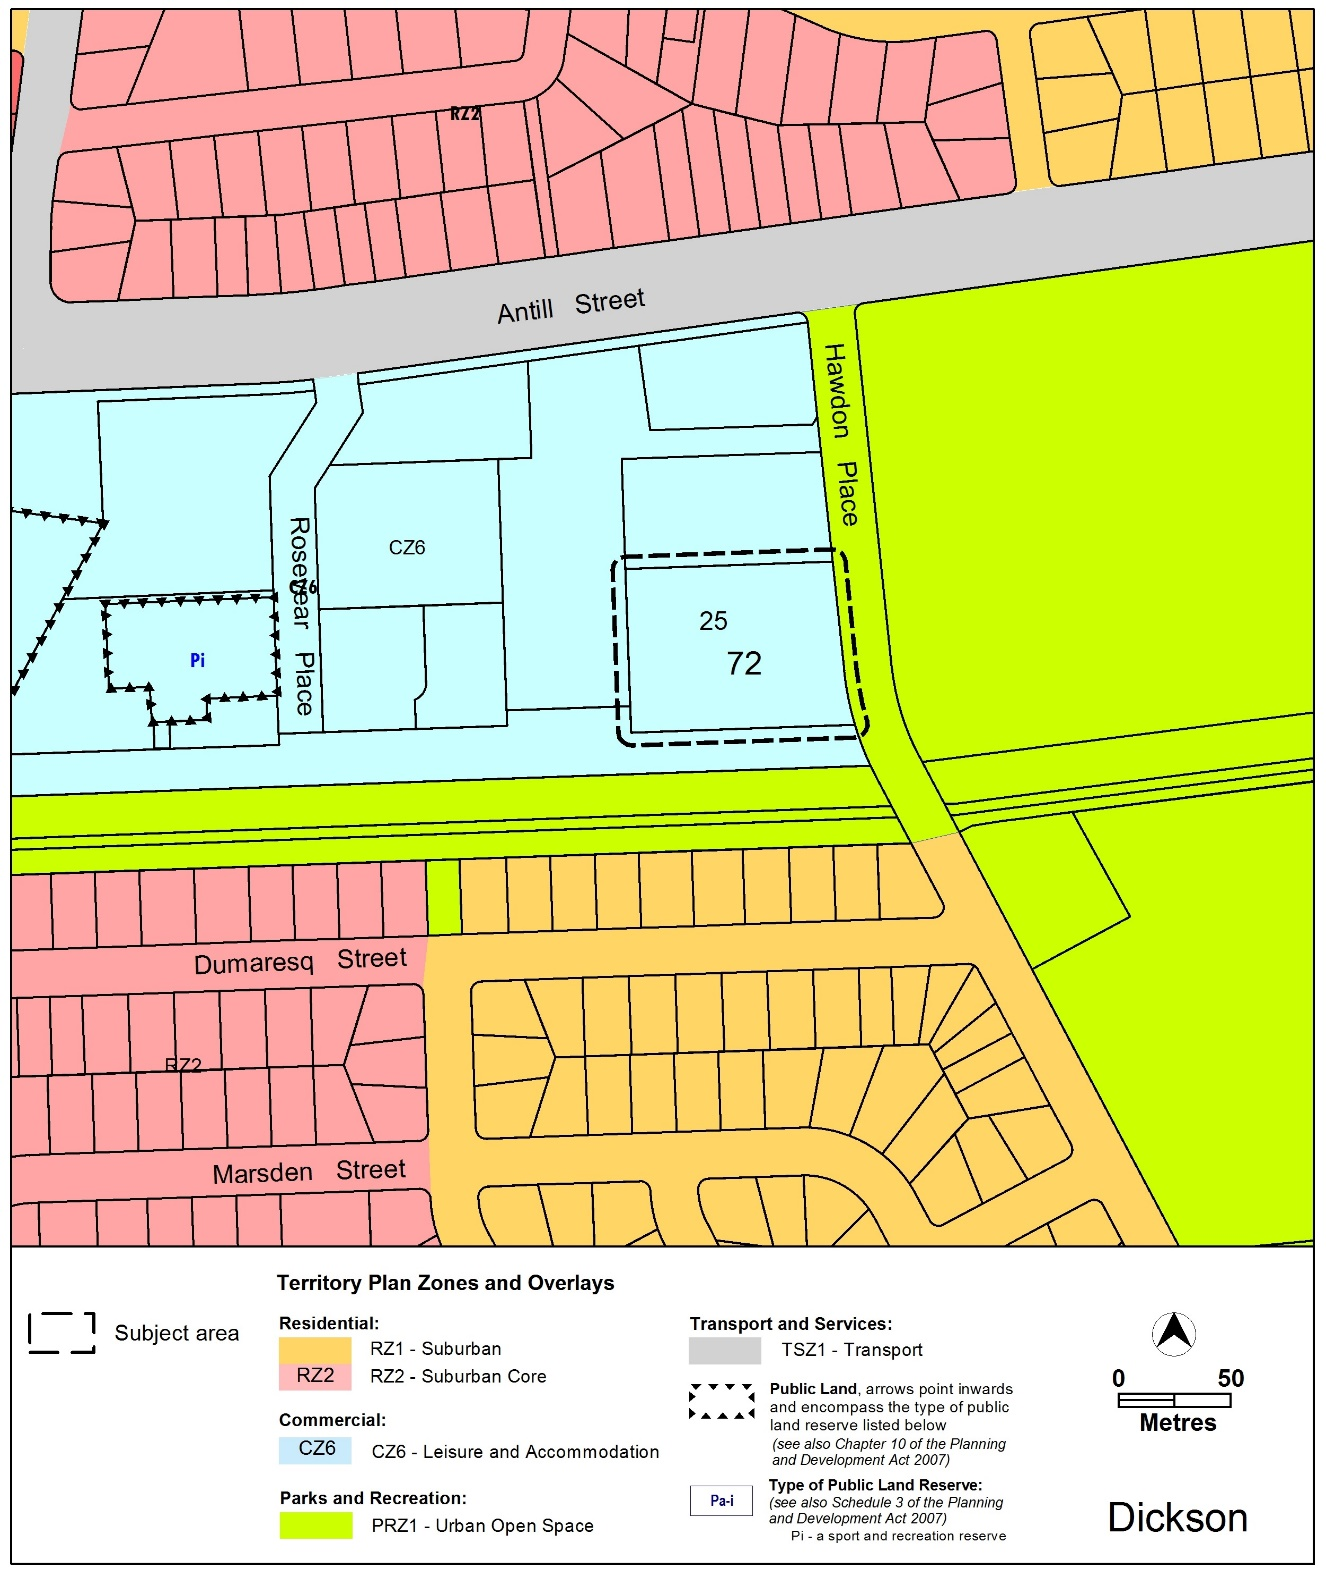 RZ2
Antill Street
Hawdon Place
Rosevear Place
CZ6
CZ6
25
72
Pi
Dumaresq Street
RZ2
Marsden Street
Subject area
Territory Plan Zones and Overlays
Residential:
RZ1 - Suburban
RZ2
RZ2 - Suburban Core
Commercial:
CZ6
CZ6 - Leisure and Accommodation
Parks and Recreation:
PRZ1 - Urban Open Space
Transport and Services:
TSZ1 - Transport
Public Land, arrows point inwards
and encompass the type of public
land reserve listed below
(see also Chapter 10 of the Planning
and Development Act 2007)
Pa-i
Type of Public Land Reserve:
(see also Schedule 3 of the Planning
and Development Act 2007)
Pi - a sport and recreation reserve
0 50
Metres
Dickson